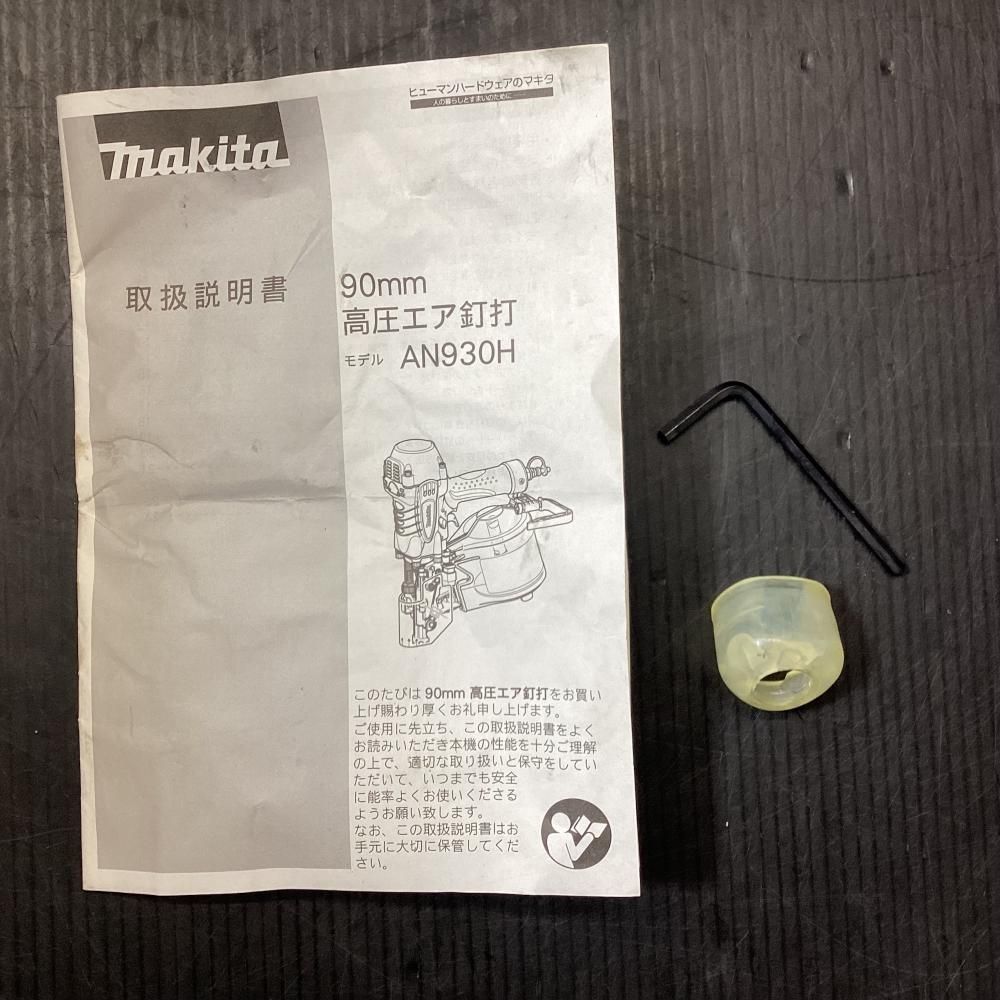 ヒューマンハードウェアのマキタ
人の暮らしとすまいのために
makita
取扱説明書
90mm
高圧エア釘打
モデル AN930H
このたびは 90mm 高圧エア釘打をお買い
上げ賜わり厚くお礼申し上げます。
ご使用に先立ち、この取扱説明書をよく
お読みいただき本機の性能を十分ご理解
の上で、適切な取り扱いと保守をしてい
ただいて、いつまでも安全
に能率よくお使いくださる
ようお願い致します。
なお、この取扱説明書はお
手元に大切に保管してくだ
さい。